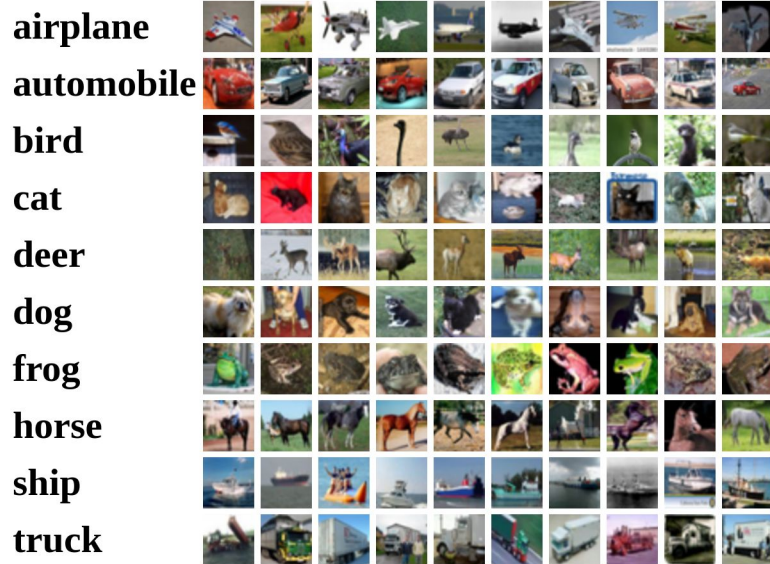 airplane
automobile
bird
cat
deer
dog
frog
horse
ship
truck